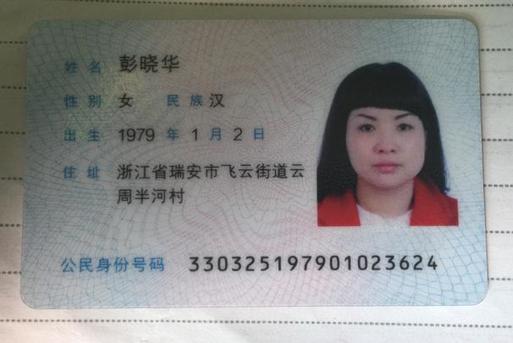 姓名 彭晓华
性别 女 民族 汉
出生 1979 年 1 月 2 日
住址 浙江省瑞安市飞云街道云
周半河村
公民身份号码 330325197901023624